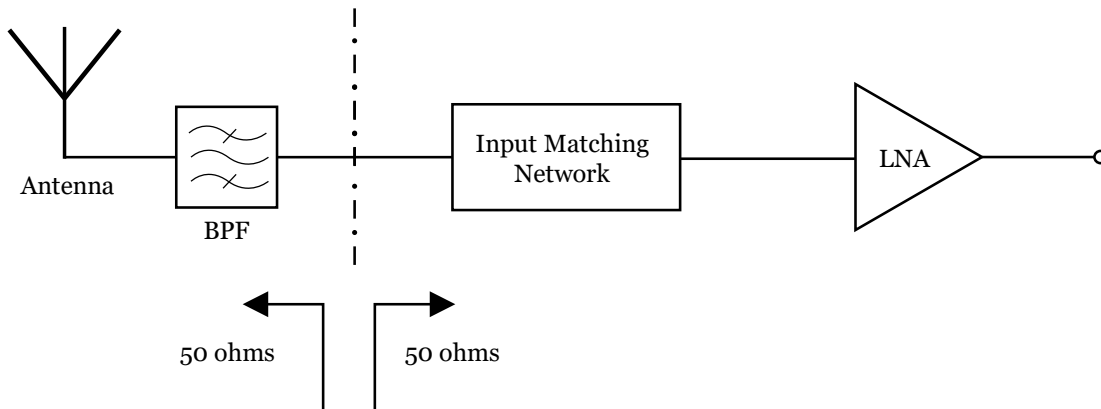 Input Matching
Network
LNA
Antenna
BPF
50 ohms
50 ohms